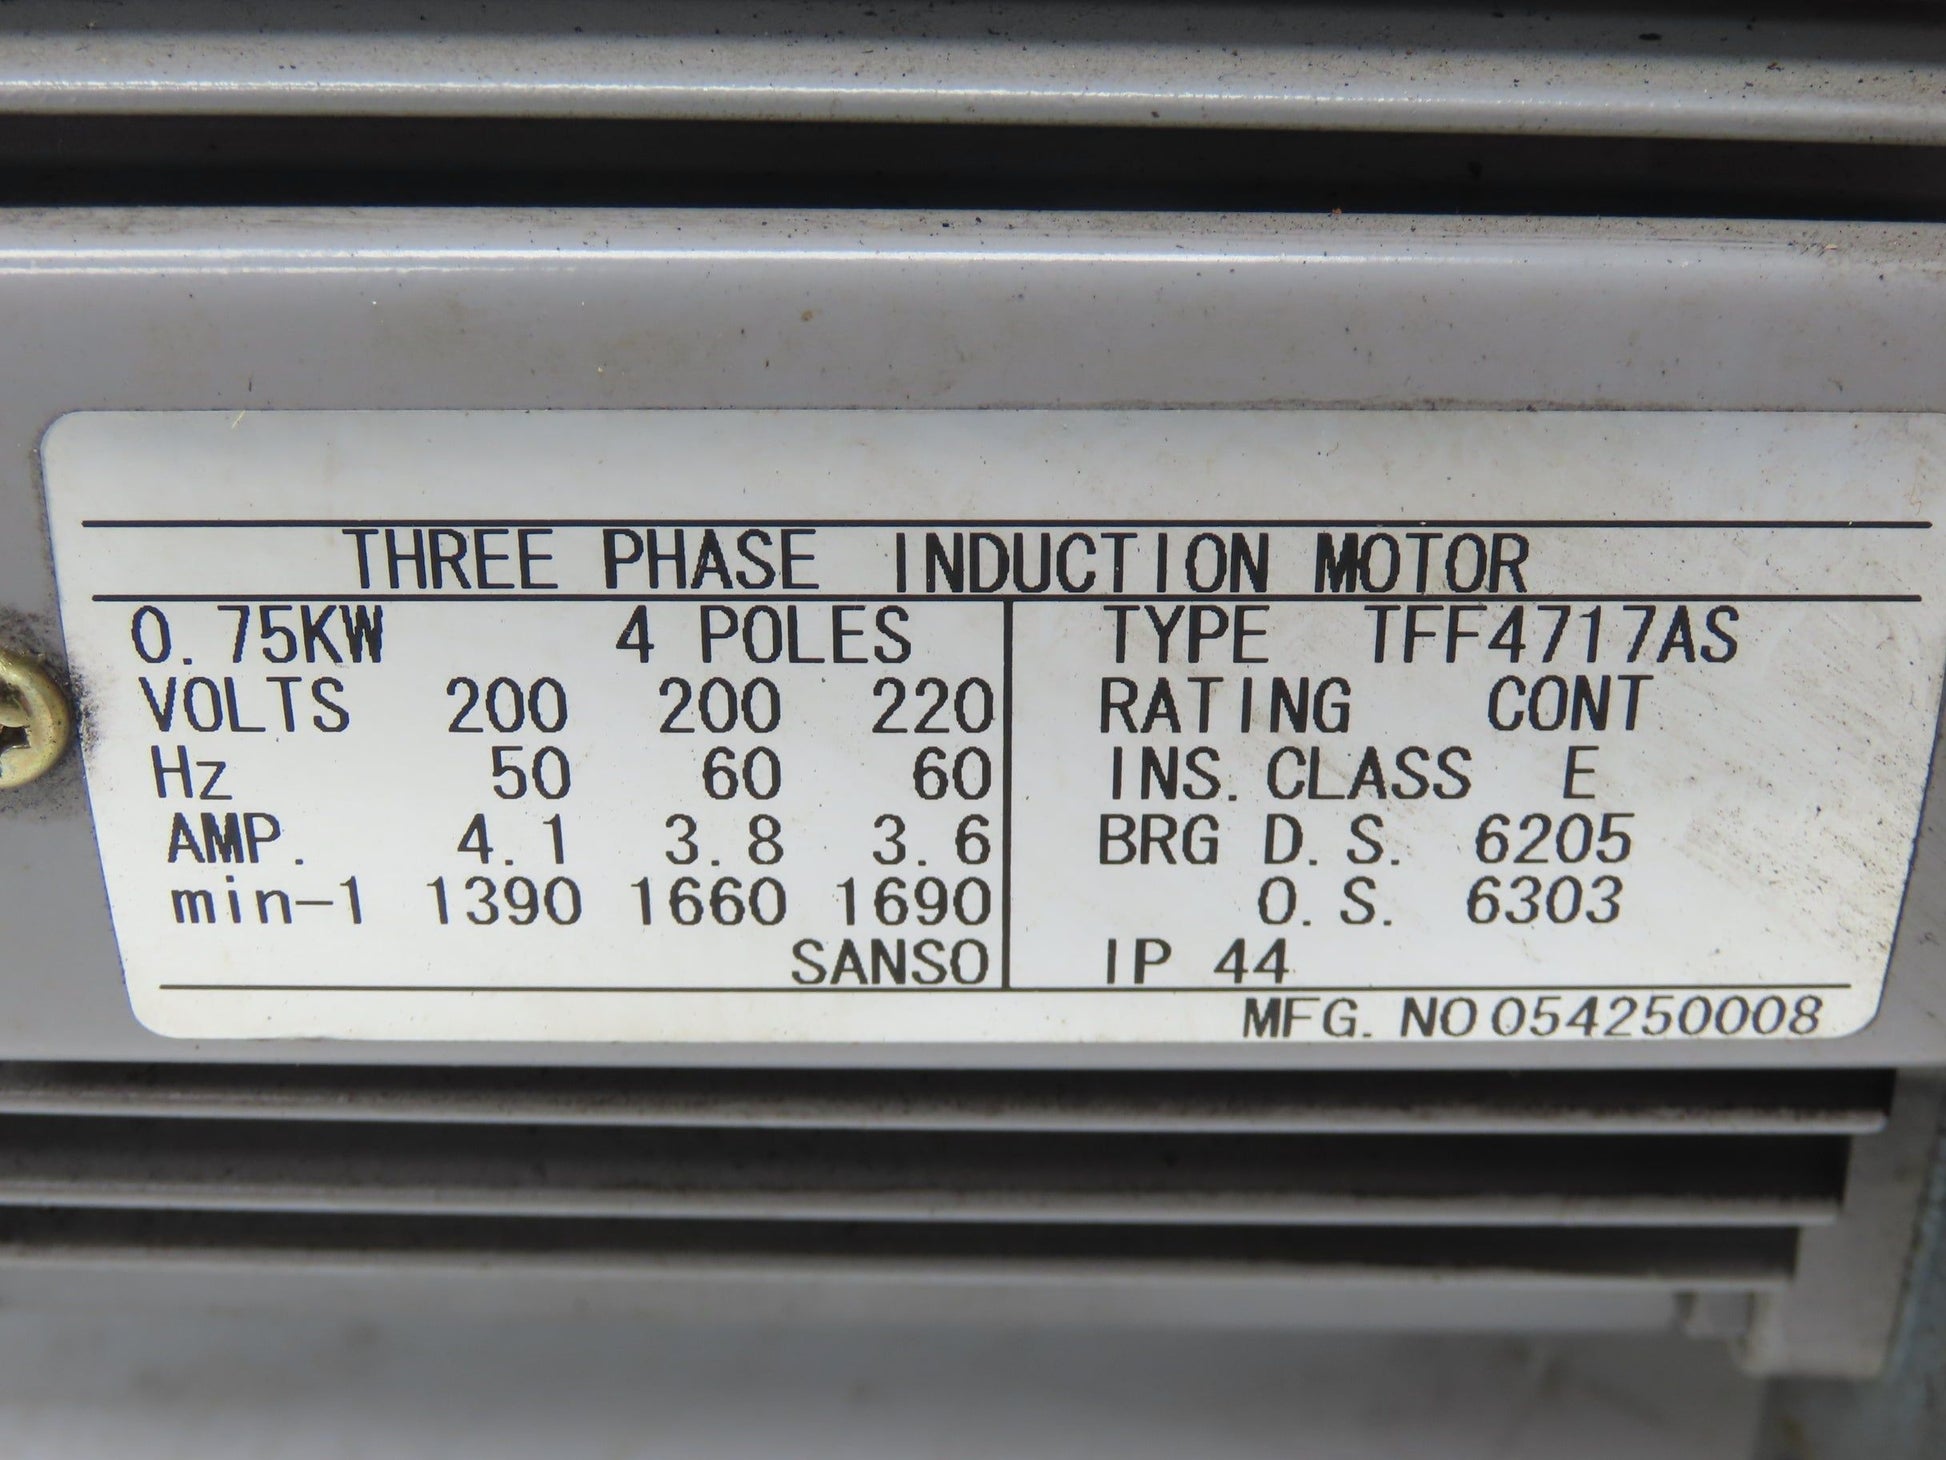 THREE PHASE INDUCTION MOTOR
0.75KW 4 POLES
VOLTS 200 200 220
Hz 50 60 60
AMP. 4.1 3.8 3.6
min-1 1390 1660 1690
SANSO
TYPE TFF4717AS
RATING CONT
INS.CLASS E
BRG D.S. 6205
O.S. 6303
IP 44
MFG. NO 054250008